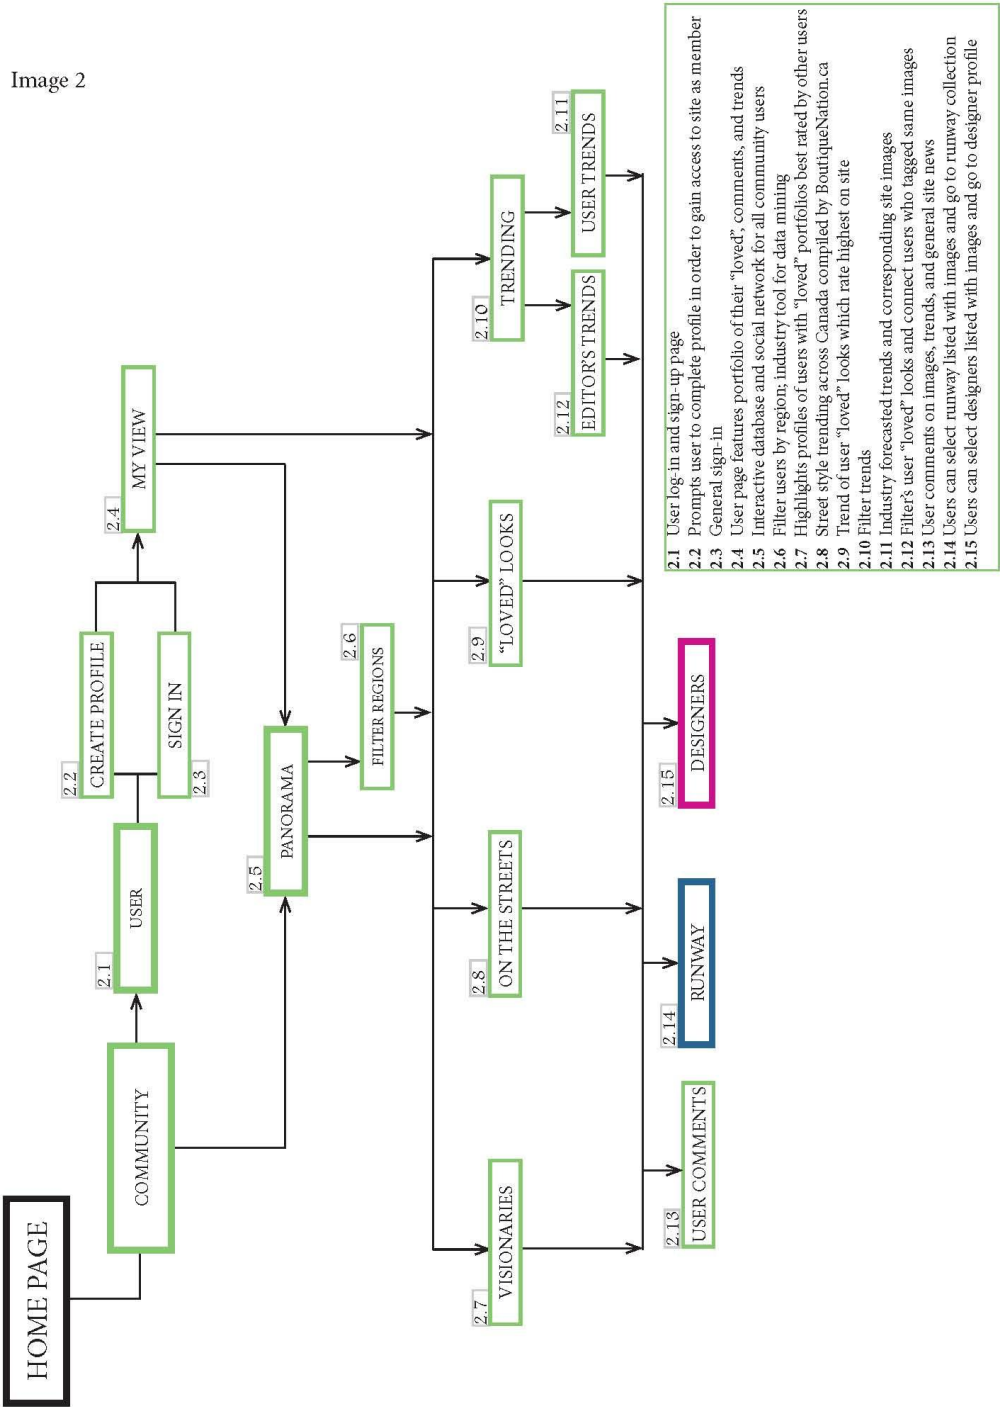 Image 2
HOME PAGE
COMMUNITY
2.1
USER
2.2
CREATE PROFILE
2.3
SIGN IN
2.4
MY VIEW
2.5
PANORAMA
2.6
FILTER REGIONS
2.7
VISIONARIES
2.8
ON THE STREETS
2.9
“LOVED” LOOKS
2.10
TRENDING
2.12
EDITOR'S TRENDS
2.11
USER TRENDS
2.13
USER COMMENTS
2.14
RUNWAY
2.15
DESIGNERS
2.1 User log-in and sign-up page
2.2 Prompts user to complete profile in order to gain access to site as member
2.3 General sign-in
2.4 User page features portfolio of their “loved”, comments, and trends
2.5 Interactive database and social network for all community users
2.6 Filter users by region; industry tool for data mining
2.7 Highlights profiles of users with “loved” portfolios best rated by other users
2.8 Street style trending across Canada compiled by BoutiqueNation.ca
2.9 Trend of user “loved” looks which rate highest on site
2.10 Filter trends
2.11 Industry forecasted trends and corresponding site images
2.12 Filter's user “loved” looks and connect users who tagged same images
2.13 User comments on images, trends, and general site news
2.14 Users can select runway listed with images and go to runway collection
2.15 Users can select designers listed with images and go to designer profile